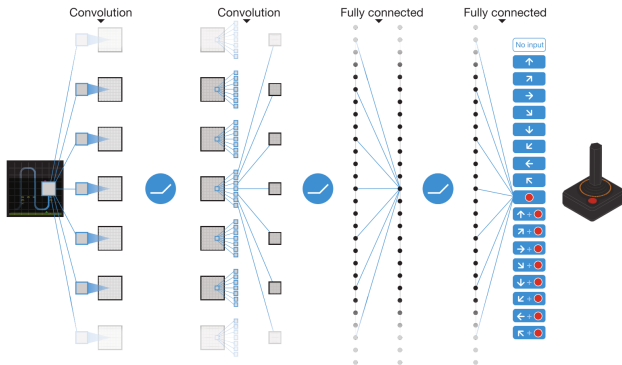 Convolution
Convolution
Fully connected
Fully connected
No input
+
+
+
+
+
+
+
+